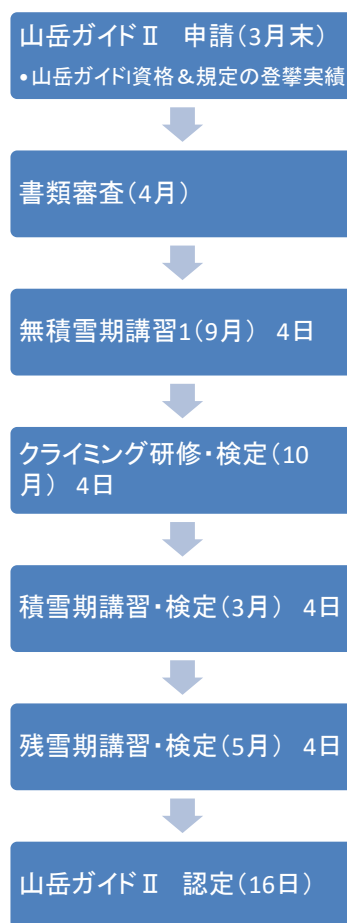 山岳ガイドⅡ　申請（3月末）
•山岳ガイドI資格＆規定の登攀実績
書類審査（4月）
無積雪期講習1（9月）　4日
クライミング研修・検定（10
月）　4日
積雪期講習・検定（3月）　4日
残雪期講習・検定（5月）　4日
山岳ガイドⅡ　認定（16日）